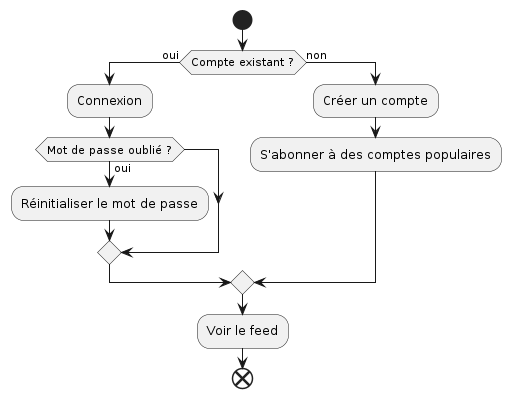 oui
Compte existant ?
non
Connexion
Créer un compte
Mot de passe oublié ?
S'abonner à des comptes populaires
oui
Réinitialiser le mot de passe
Voir le feed